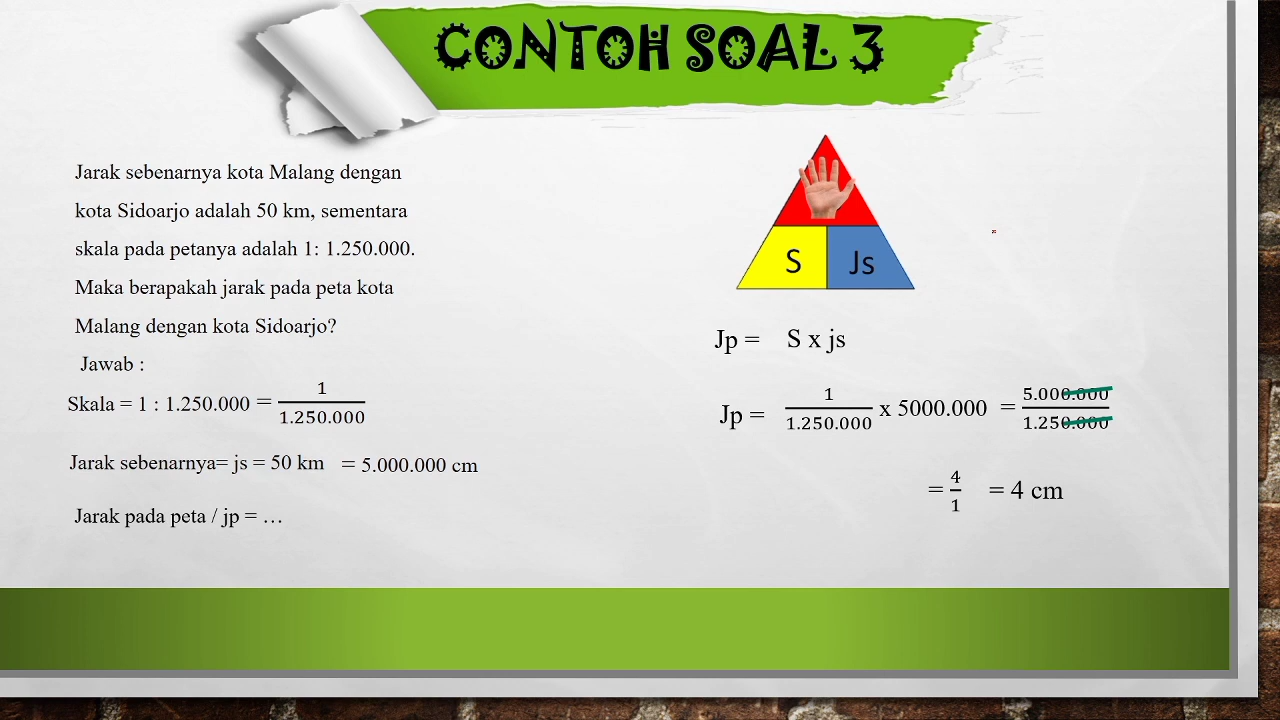 CONTOH SOAL 3
Jarak sebenarnya kota Malang dengan
kota Sidoarjo adalah 50 km, sementara
skala pada petanya adalah 1: 1.250.000.
Maka berapakah jarak pada peta kota
Malang dengan kota Sidoarjo?
Jawab :
Skala = 1 : 1.250.000 = 1/1.250.000
Jarak sebenarnya= js = 50 km = 5.000.000 cm
Jarak pada peta / jp = …
S Js
Jp = S x js
Jp = 1/1.250.000 x 5000.000 = 5.000.000/1.250.000
= 4/1 = 4 cm